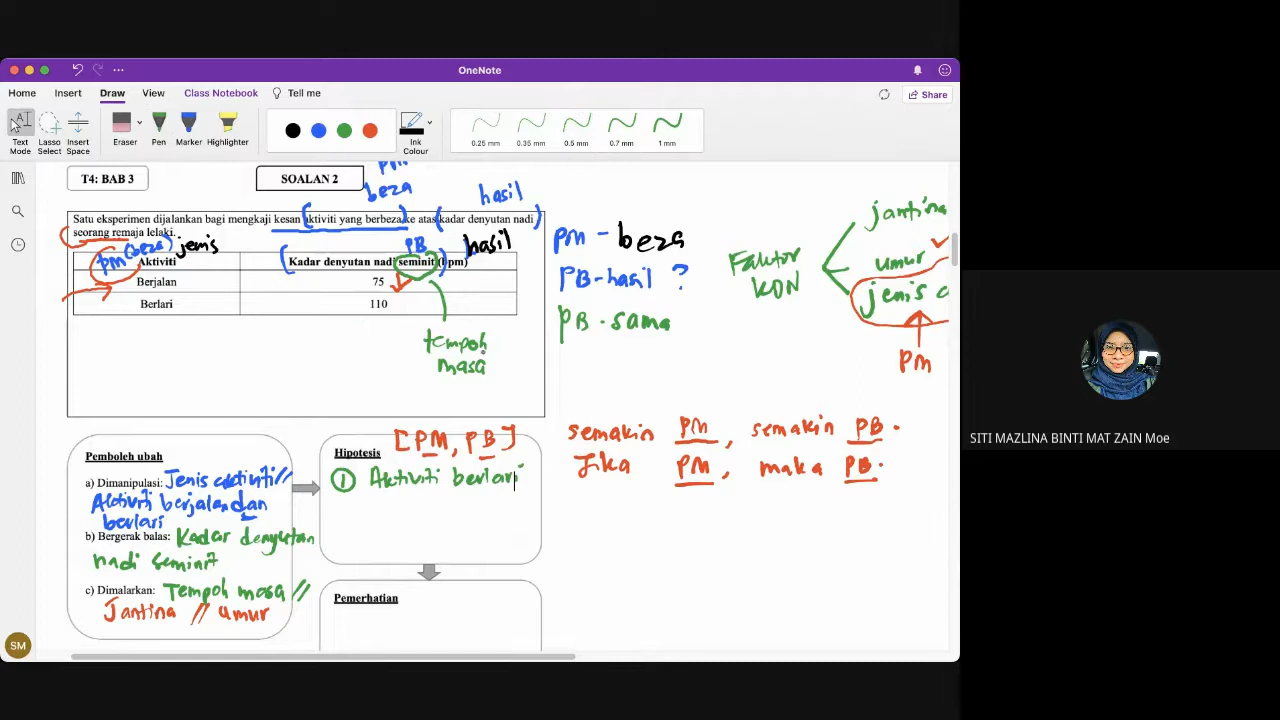 OneNote
Home Insert Draw View Class Notebook Tell me
Share
Text Mode
Lasso Select
Insert Space
Eraser
Pen
Marker
Highlighter
Ink Colour
0.25 mm 0.35 mm 0.5 mm 0.7 mm 1 mm
T4: BAB 3
SOALAN 2
pm
beza
hasil
Satu eksperimen dijalankan bagi mengkaji kesan aktiviti yang berbeza ke atas kadar denyutan nadi
seorang remaja lelaki.
pm (beza) jenis
PB hasil
Aktiviti Kadar denyutan nadi seminit (bpm)
Berjalan 75
Berlari 110
tempoh
masa
pm - beza
PB - hasil ?
PB . sama
Faktor
KDN
jantina
umur
jenis a
pm
semakin PM, semakin PB.
Jika PM, maka PB.
Pemboleh ubah
a) Dimanipulasi: Jenis aktiviti //
Aktiviti berjalan dan
berlari
b) Bergerak balas: Kadar denyutan
nadi seminit
c) Dimalarkan: Tempoh masa //
Jantina // umur
[PM, PB]
Hipotesis
1 Aktiviti berlari
Pemerhatian
SM
SITI MAZLINA BINTI MAT ZAIN Moe